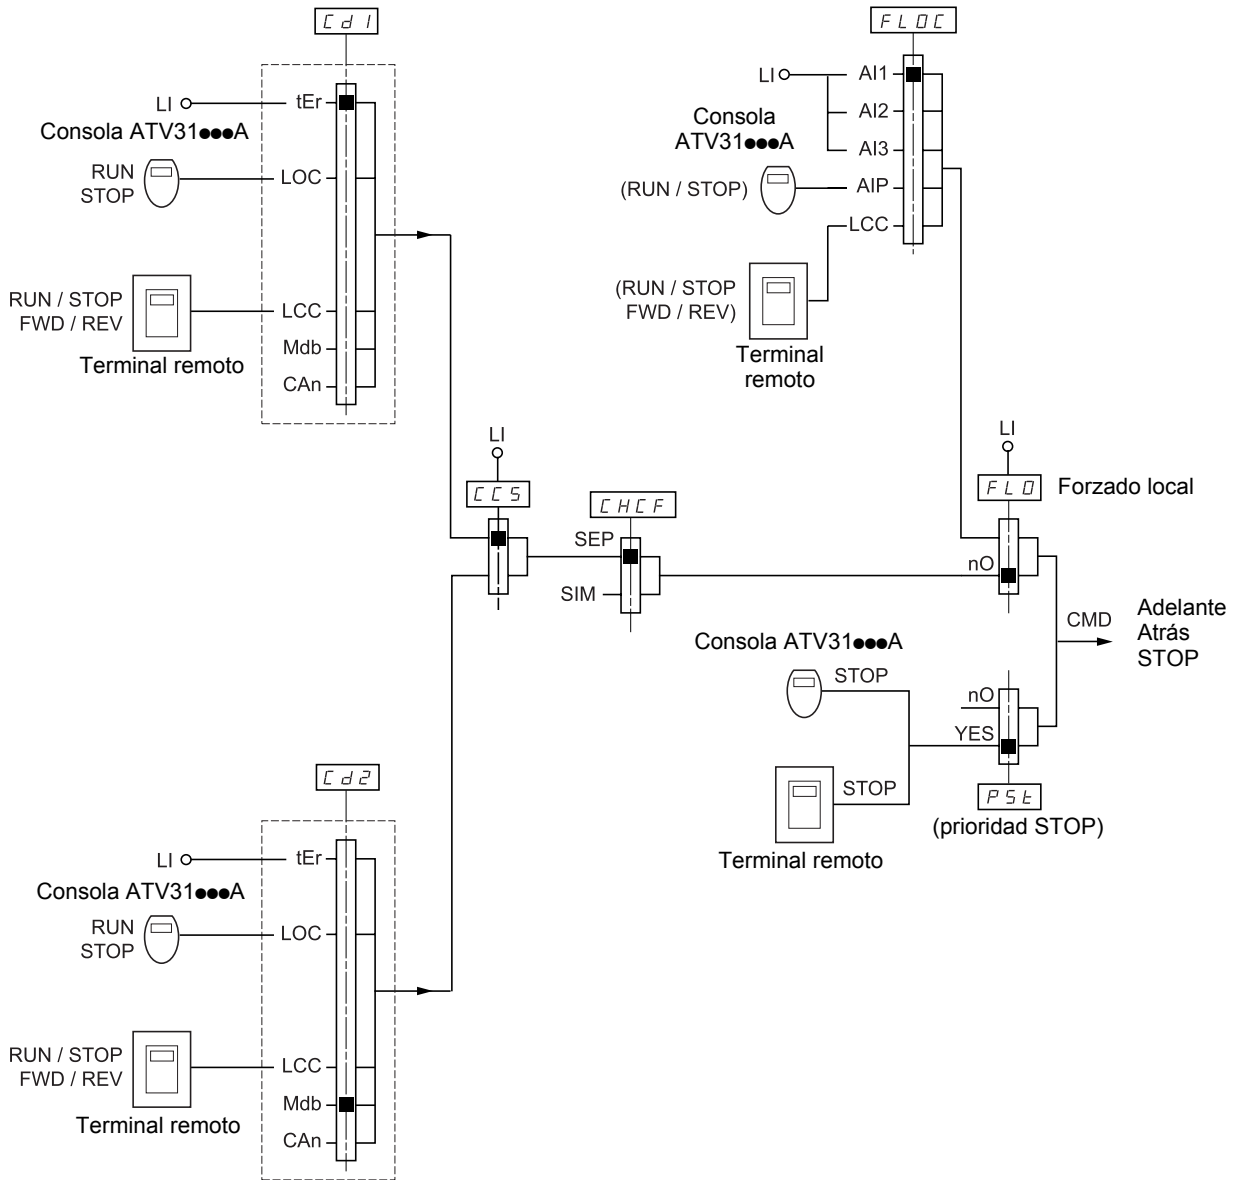 Cd1
LI
tEr
Consola ATV31●●●A
RUN
STOP
LOC
RUN / STOP
FWD / REV
LCC
Terminal remoto
Mdb
CAn
FLOC
LI
AI1
Consola
ATV31●●●A
AI2
AI3
(RUN / STOP)
AIP
LCC
(RUN / STOP
FWD / REV)
Terminal
remoto
LI
CCS
CHCF
SEP
SIM
LI
FLO
Forzado local
nO
CMD
Adelante
Atrás
STOP
Consola ATV31●●●A
STOP
nO
YES
STOP
PSt
(prioridad STOP)
Terminal remoto
Cd2
LI
tEr
Consola ATV31●●●A
RUN
STOP
LOC
RUN / STOP
FWD / REV
LCC
Mdb
Terminal remoto
CAn